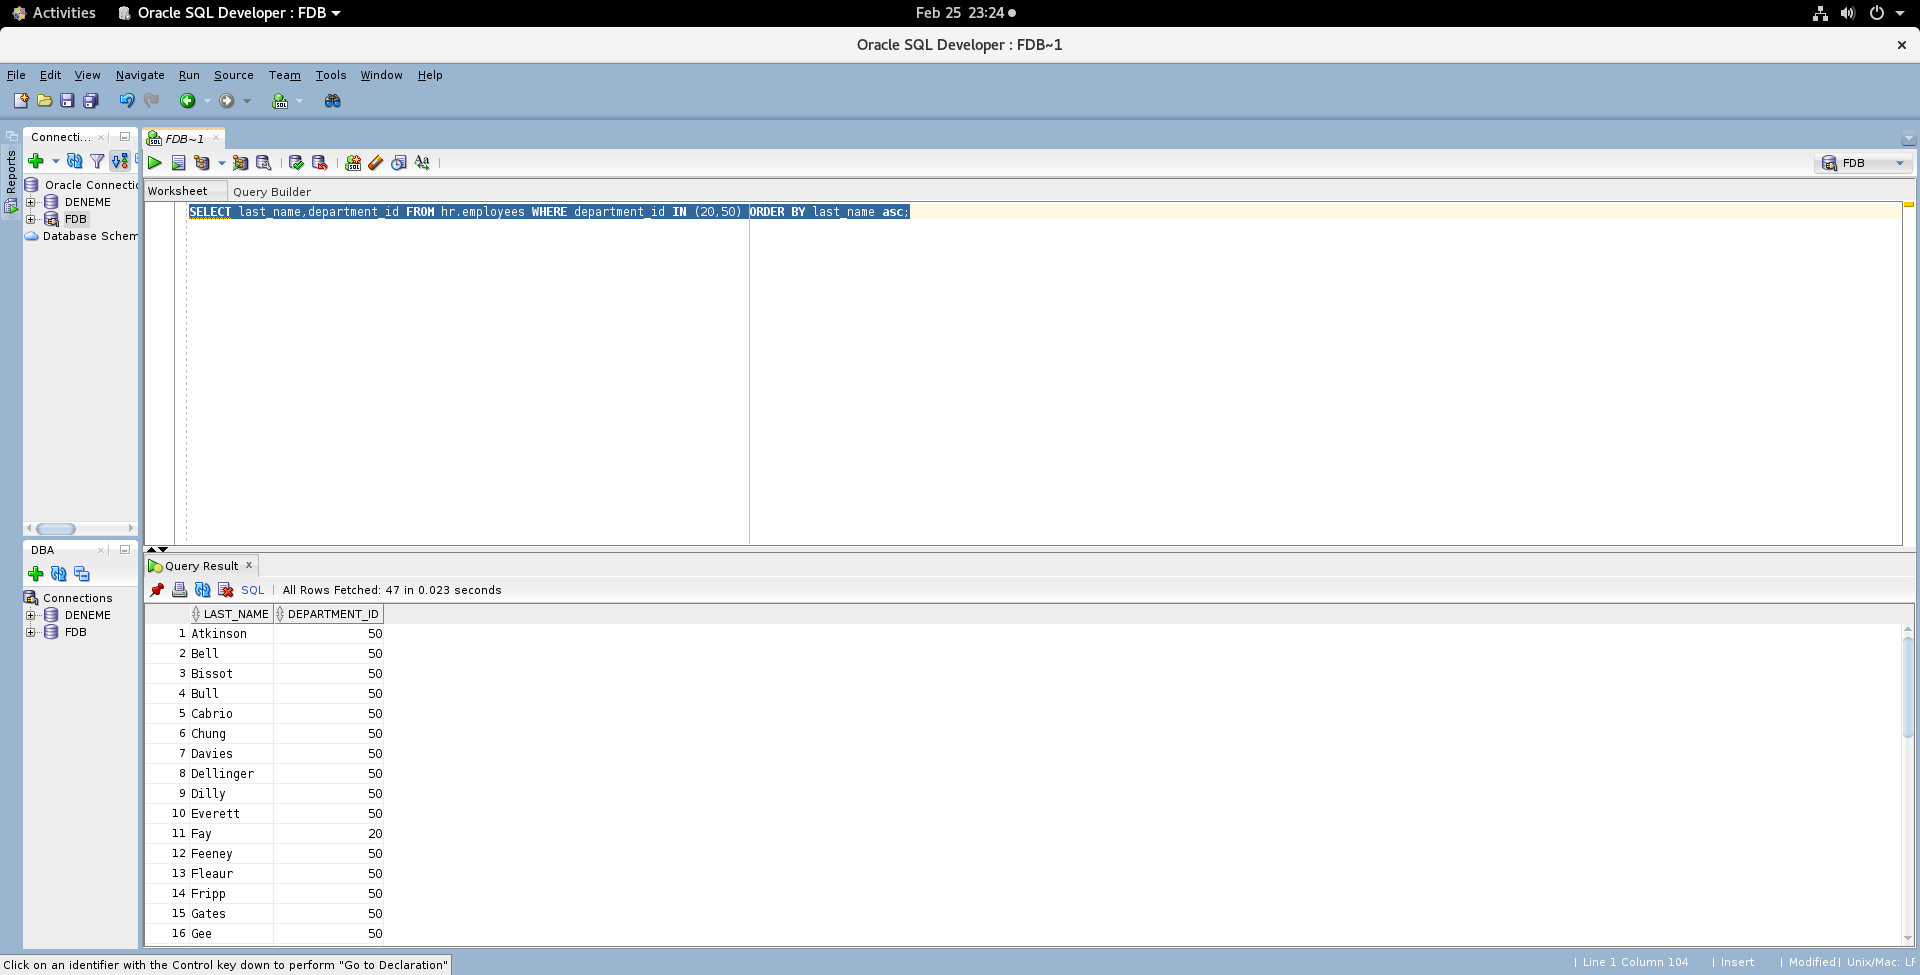 Activities Oracle SQL Developer : FDB Feb 25 23:24
Oracle SQL Developer : FDB~1
File Edit View Navigate Run Source Team Tools Window Help
Connecti... FDB~1
Reports
FDB
Oracle Connectio
DENEME
FDB
Database Schem
Worksheet Query Builder
SELECT last_name,department_id FROM hr.employees WHERE department_id IN (20,50) ORDER BY last_name asc;
DBA
Connections
DENEME
FDB
Query Result
SQL All Rows Fetched: 47 in 0.023 seconds
LAST_NAME DEPARTMENT_ID
1 Atkinson 50
2 Bell 50
3 Bissot 50
4 Bull 50
5 Cabrio 50
6 Chung 50
7 Davies 50
8 Dellinger 50
9 Dilly 50
10 Everett 50
11 Fay 20
12 Feeney 50
13 Fleaur 50
14 Fripp 50
15 Gates 50
16 Gee 50
Click on an identifier with the Control key down to perform "Go to Declaration"
| Line 1 Column 104 | Insert | Modified | Unix/Mac: LF